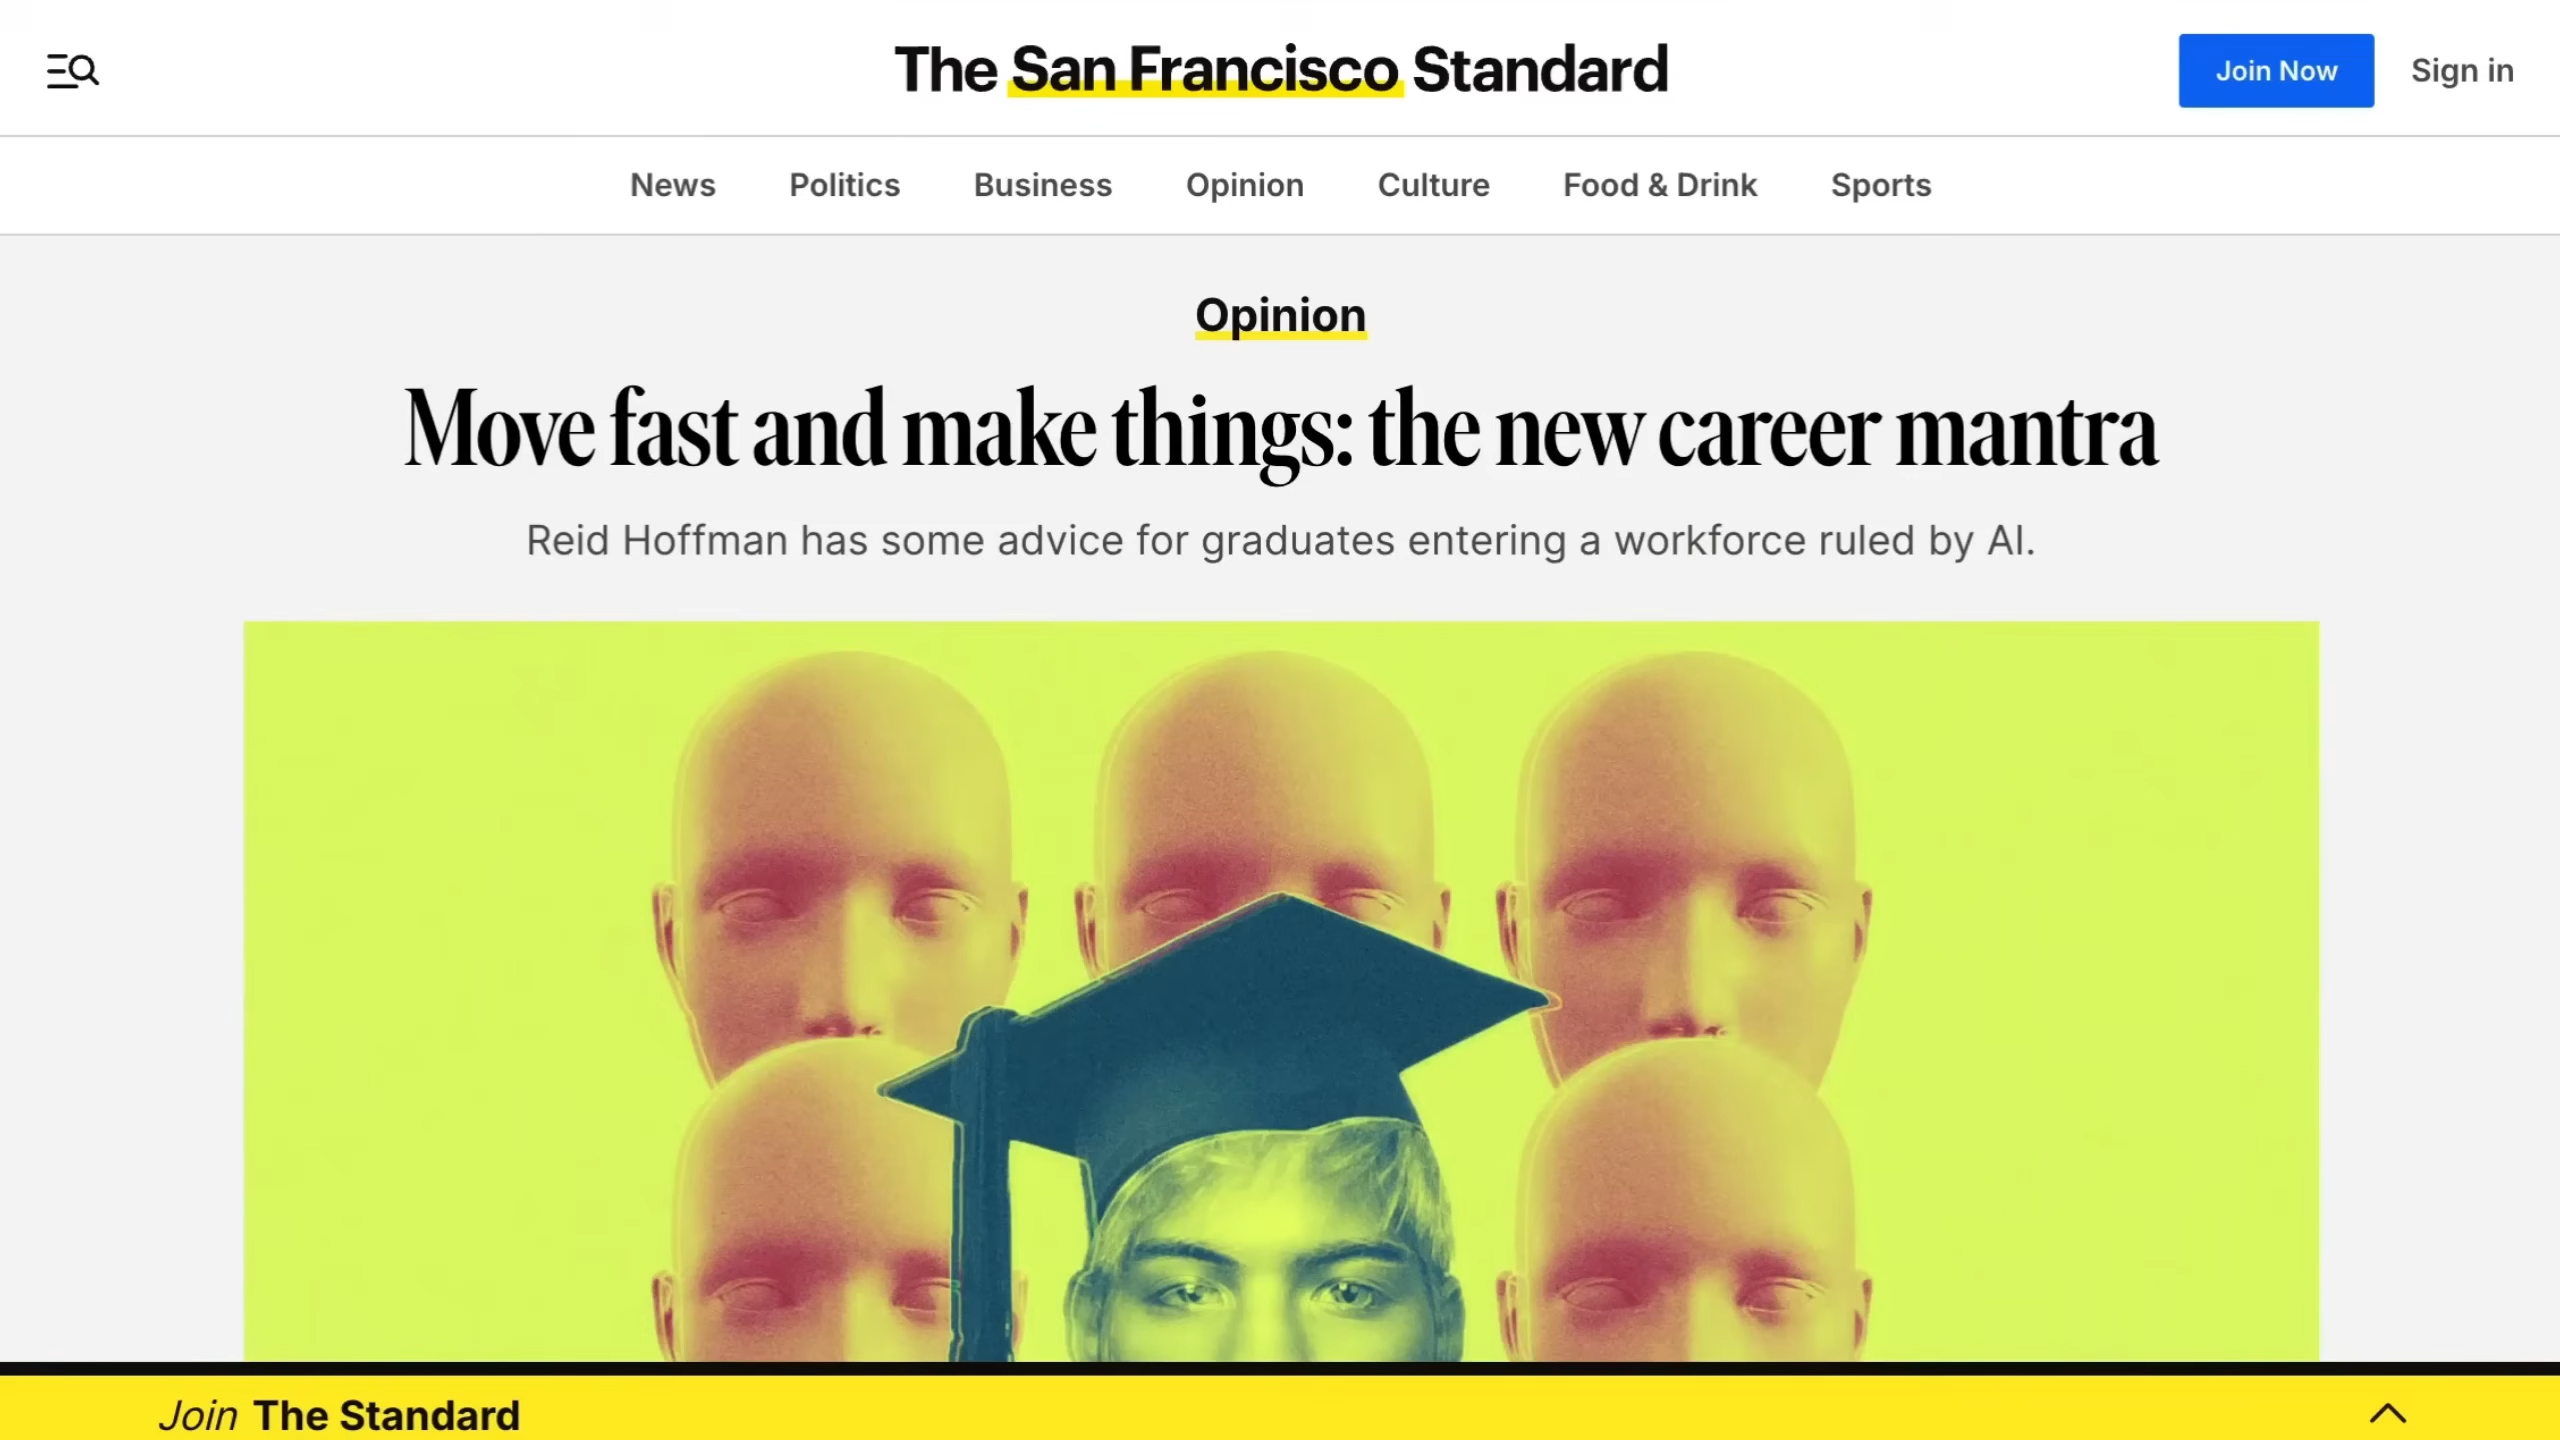 The San Francisco Standard
Join Now
Sign in
News
Politics
Business
Opinion
Culture
Food & Drink
Sports
Opinion
Move fast and make things: the new career mantra
Reid Hoffman has some advice for graduates entering a workforce ruled by AI.
Join The Standard